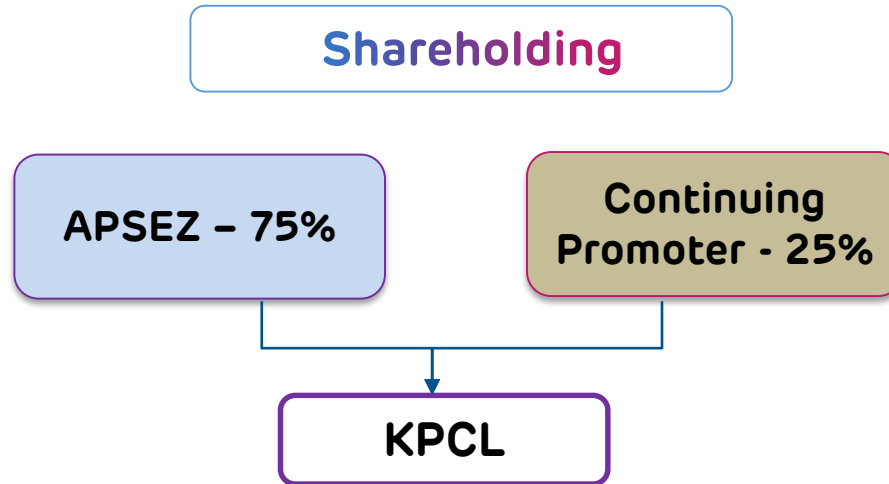 Shareholding
APSEZ – 75%
Continuing
Promoter - 25%
KPCL